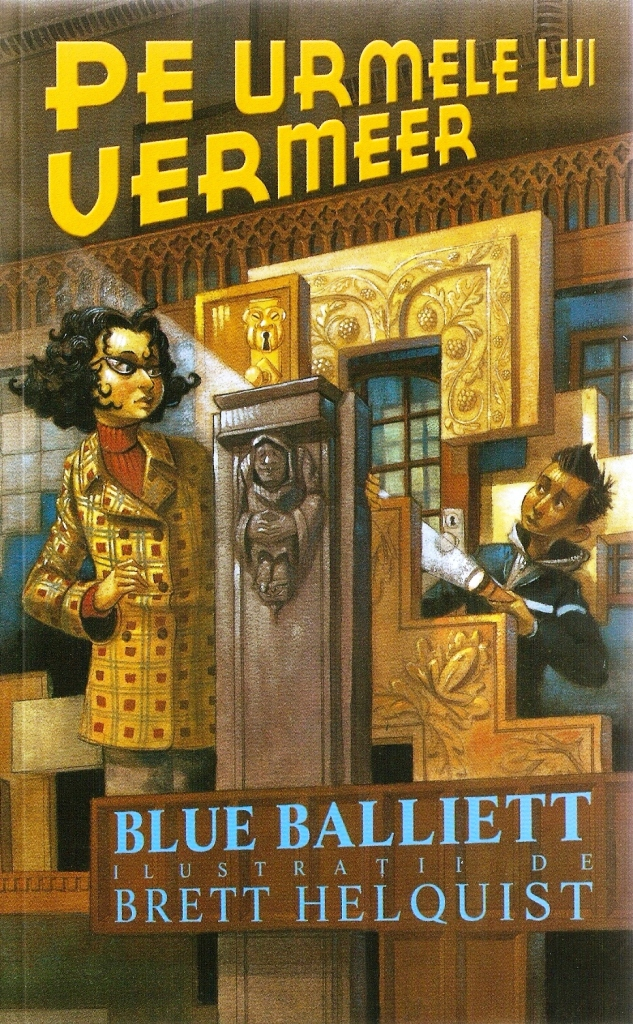 PE URMELE LUI
VERMEER
BLUE BALLIETT
ILUSTRAȚII DE
BRETT HELQUIST